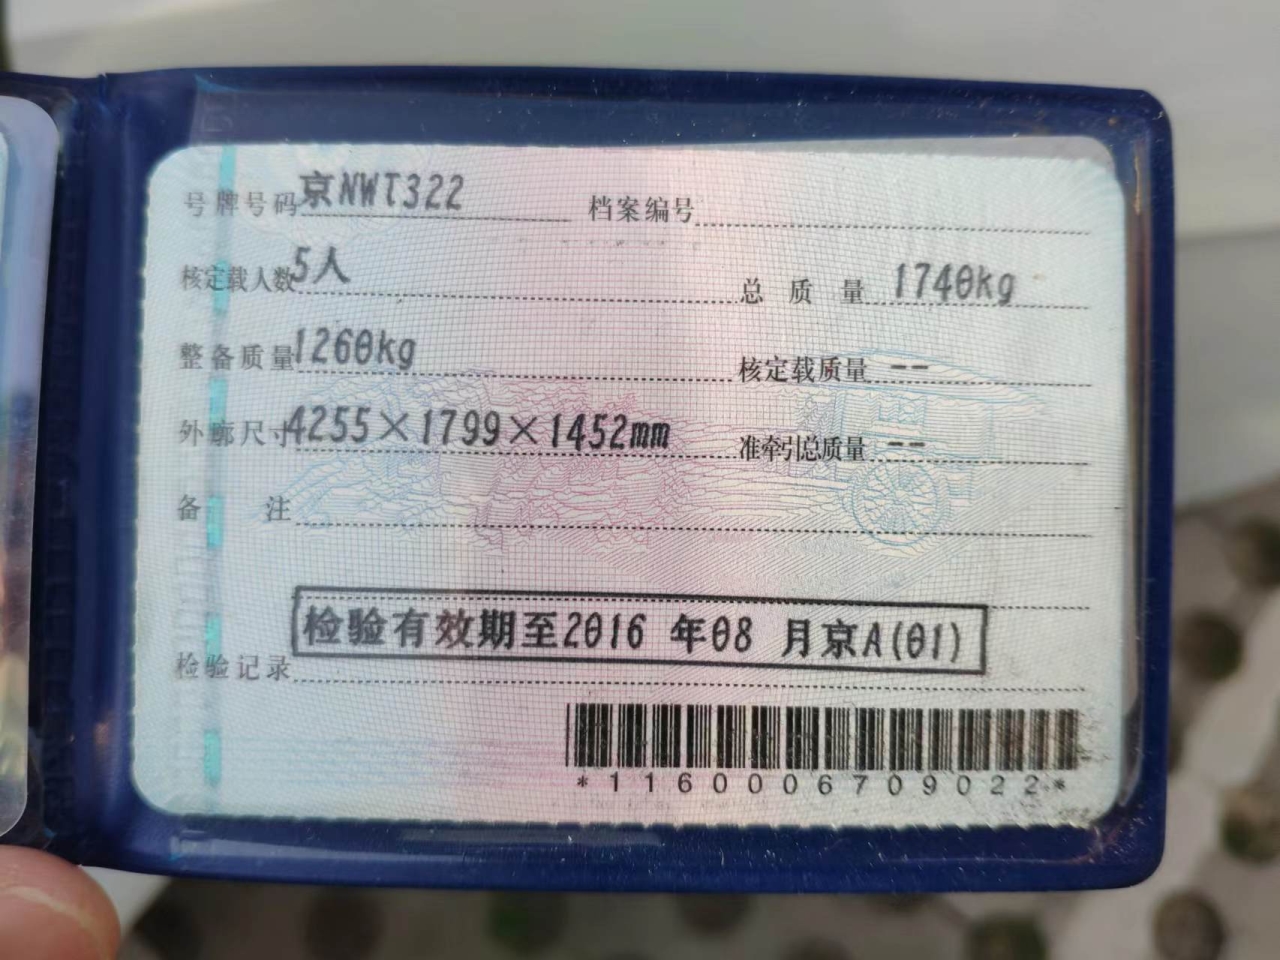 号牌号码 京NWT322 档案编号
核定载人数 5人 总质量 1740kg
整备质量 1260kg 核定载质量 --
外廓尺寸 4255×1799×1452mm 准牵引总质量 --
备注
检验有效期至2016 年08 月京A(01)
检验记录
*1160006709022*